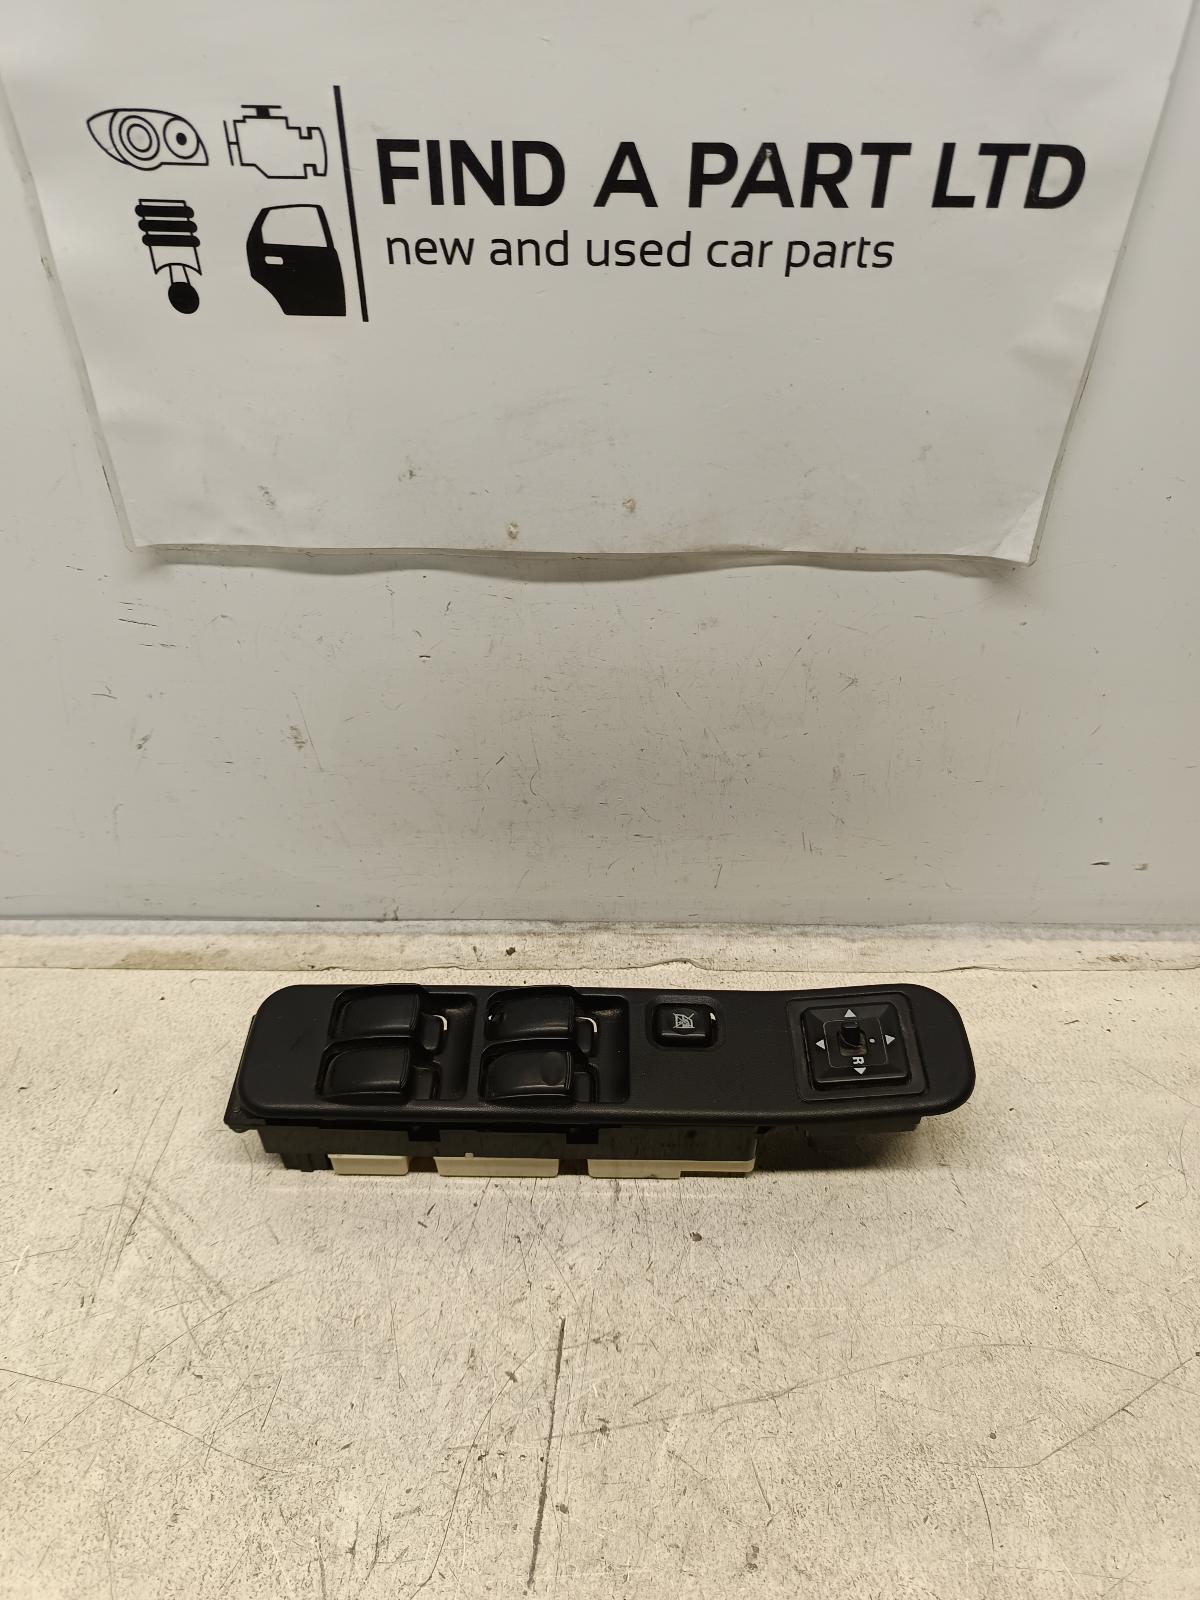 FIND A PART LTD
new and used car parts
R